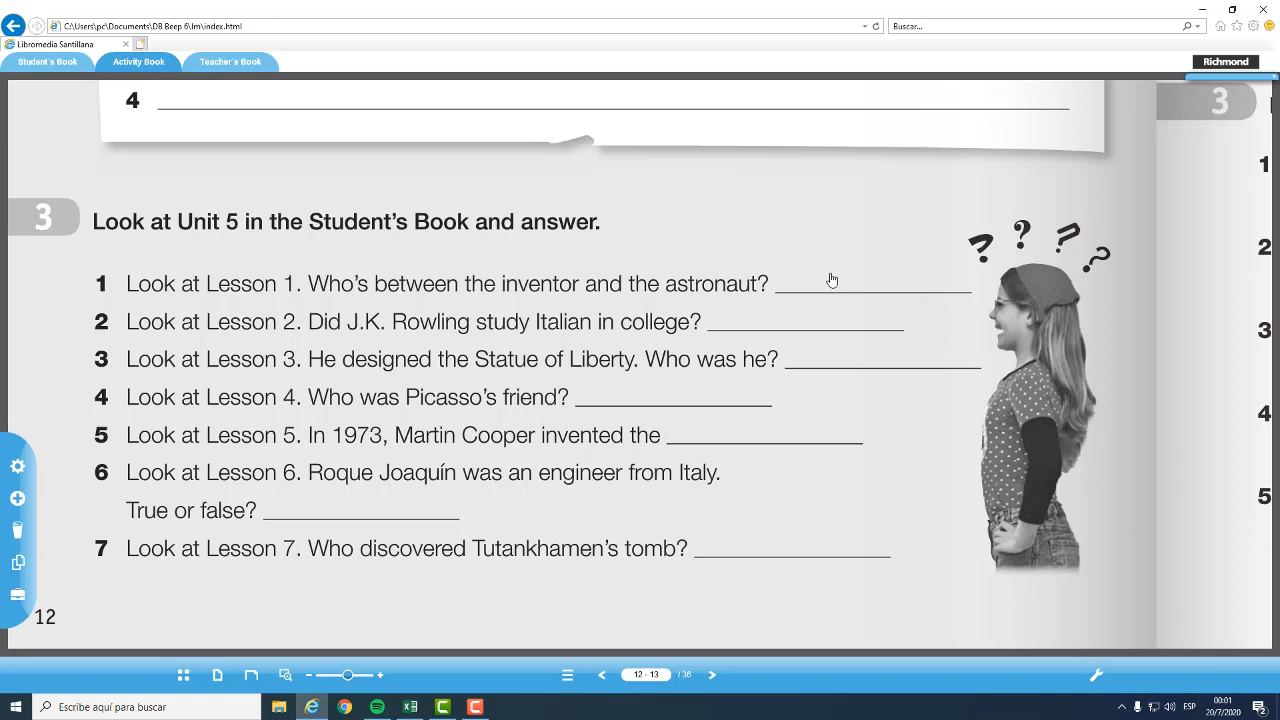 C:\Users\pc\Documents\DB Beep 6\lm\index.html
Buscar...
Libromedia Santillana
Student's Book
Activity Book
Teacher's Book
Richmond
4
3
3 Look at Unit 5 in the Student's Book and answer.
1 Look at Lesson 1. Who's between the inventor and the astronaut?
2 Look at Lesson 2. Did J.K. Rowling study Italian in college?
3 Look at Lesson 3. He designed the Statue of Liberty. Who was he?
4 Look at Lesson 4. Who was Picasso's friend?
5 Look at Lesson 5. In 1973, Martin Cooper invented the
6 Look at Lesson 6. Roque Joaquín was an engineer from Italy.
True or false?
7 Look at Lesson 7. Who discovered Tutankhamen's tomb?
? ? ? ?
12
1
2
3
4
5
12 - 13 / 36
Escribe aquí para buscar
ESP
00:01
20/7/2020
2